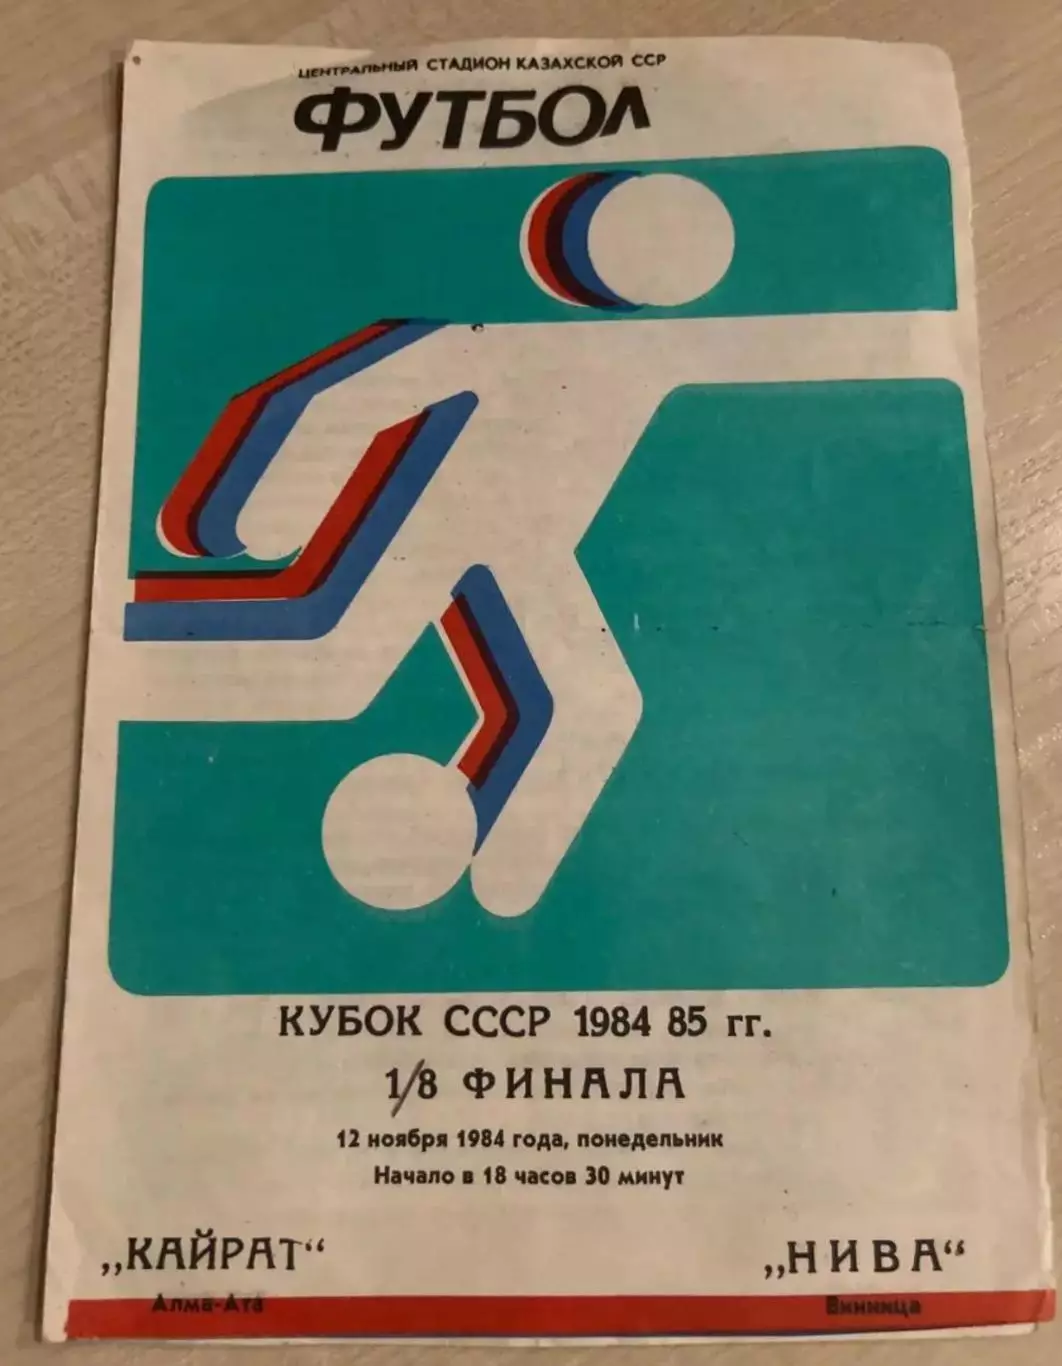 ЦЕНТРАЛЬНЫЙ СТАДИОН КАЗАХСКОЙ ССР
ФУТБОЛ
КУБОК СССР 1984 85 гг.
1/8 ФИНАЛА
12 ноября 1984 года, понедельник
Начало в 18 часов 30 минут
„КАЙРАТ“ „НИВА“
Алма-Ата Винница